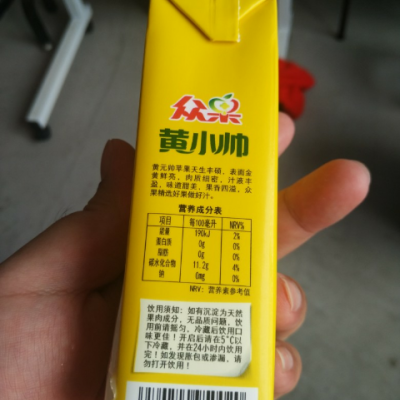 众果
黄小帅
黄元帅苹果天生丰硕，表面金
黄鲜亮，肉质细密，汁液丰
盈，味道甜美，果香四溢，众
果精选好果做好汁。
营养成分表
项目 每100毫升 NRV%
能量 190kJ 2%
蛋白质 0g 0%
脂肪 0g 0%
碳水化合物 11.2g 4%
钠 0mg 0%
NRV: 营养素参考值
饮用须知：如有沉淀为天然
果肉成分，无品质问题，饮
用前请摇匀，冷藏后饮用口
味更佳！开启后请在5°C以
下冷藏，并在24小时内饮用
完！如发现胀包或渗漏，请
勿打开饮用！